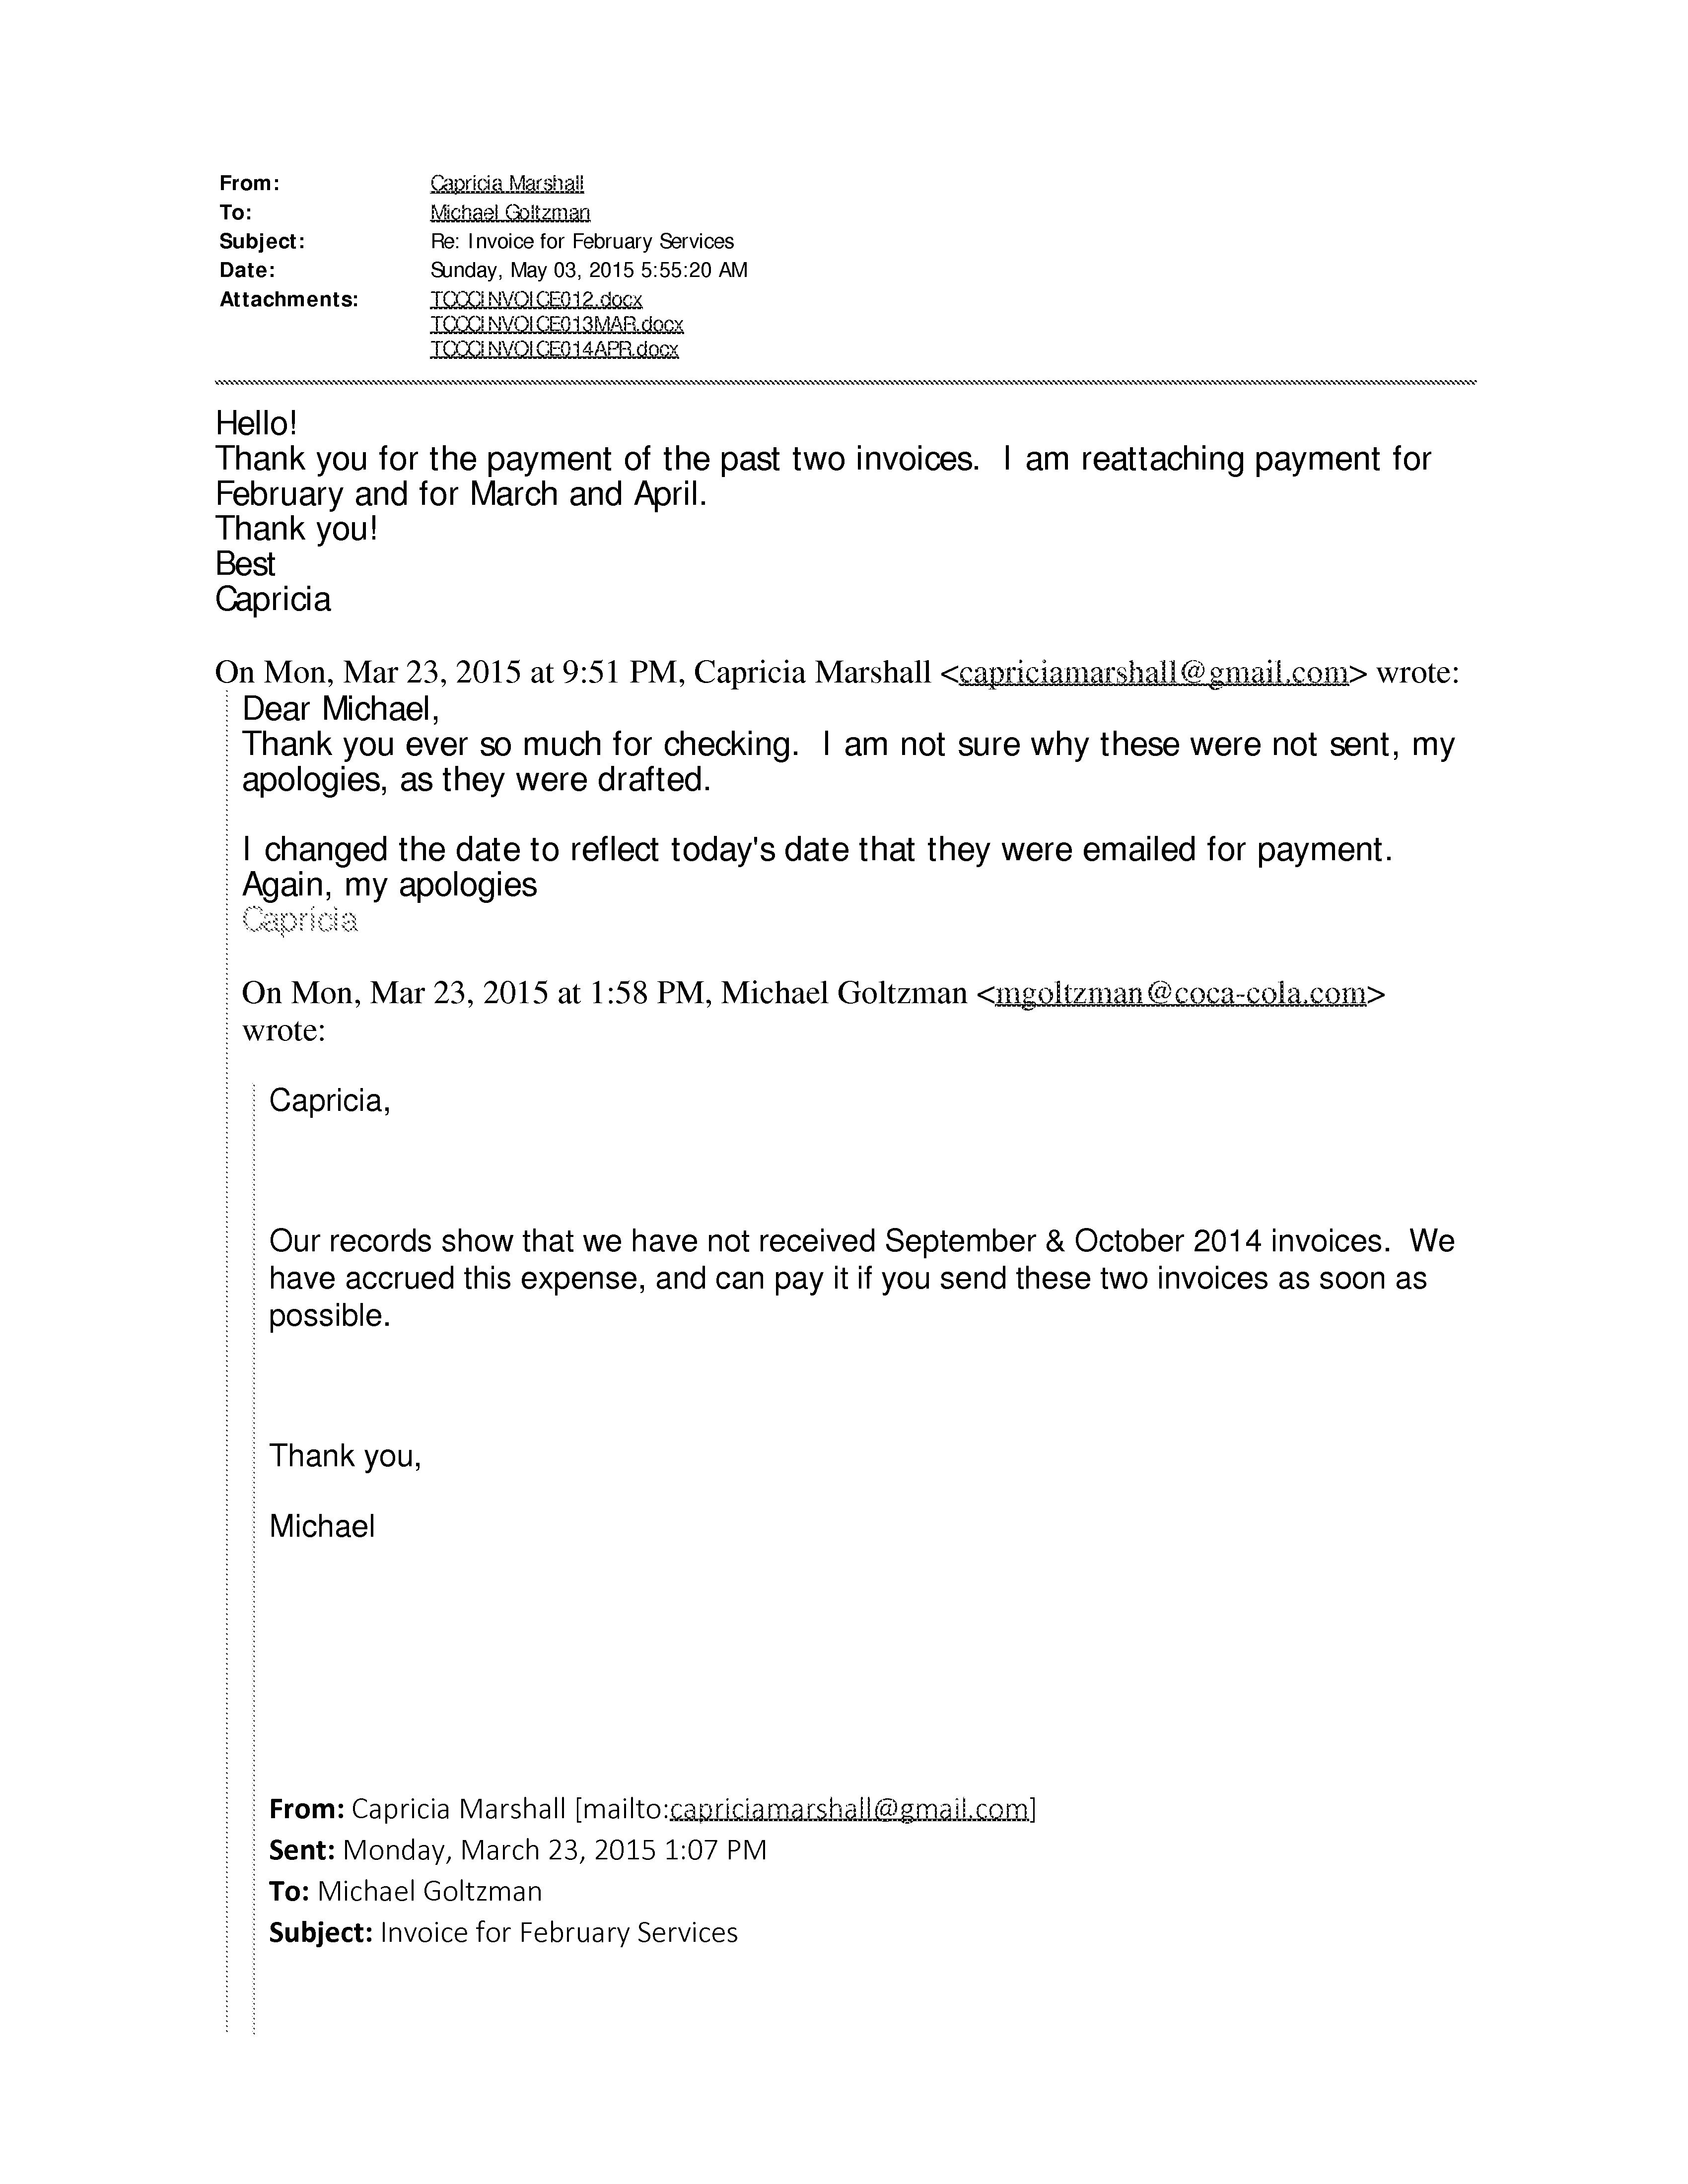 From: Capricia Marshall
To: Michael Goltzman
Subject: Re: Invoice for February Services
Date: Sunday, May 03, 2015 5:55:20 AM
Attachments: TCCCINVOICE012.docx
TCCCINVOICE013MAR.docx
TCCCINVOICE014APR.docx
Hello!
Thank you for the payment of the past two invoices.  I am reattaching payment for
February and for March and April.
Thank you!
Best
Capricia
On Mon, Mar 23, 2015 at 9:51 PM, Capricia Marshall <capriciamarshall@gmail.com> wrote:
Dear Michael,
Thank you ever so much for checking.  I am not sure why these were not sent, my
apologies, as they were drafted.
I changed the date to reflect today's date that they were emailed for payment.
Again, my apologies
Capricia
On Mon, Mar 23, 2015 at 1:58 PM, Michael Goltzman <mgoltzman@coca-cola.com>
wrote:
Capricia,
Our records show that we have not received September & October 2014 invoices.  We
have accrued this expense, and can pay it if you send these two invoices as soon as
possible.
Thank you,
Michael
From: Capricia Marshall [mailto:capriciamarshall@gmail.com]
Sent: Monday, March 23, 2015 1:07 PM
To: Michael Goltzman
Subject: Invoice for February Services